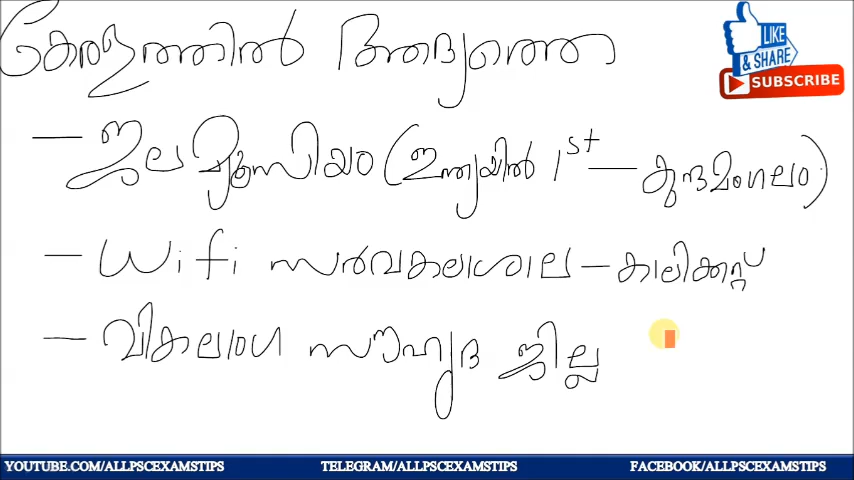 കേരളത്തിൽ ആദ്യത്തെ
LIKE
& SHARE
SUBSCRIBE
- ജല മ്യൂസിയം (ഇന്ത്യയിൽ 1st - കുന്ദമംഗലം)
- Wifi സർവകലാശാല - കാലിക്കറ്റ്
- വികലാംഗ സൗഹൃദ ജില്ല
YOUTUBE.COM/ALLPSCEXAMSTIPS TELEGRAM/ALLPSCEXAMSTIPS FACEBOOK/ALLPSCEXAMSTIPS